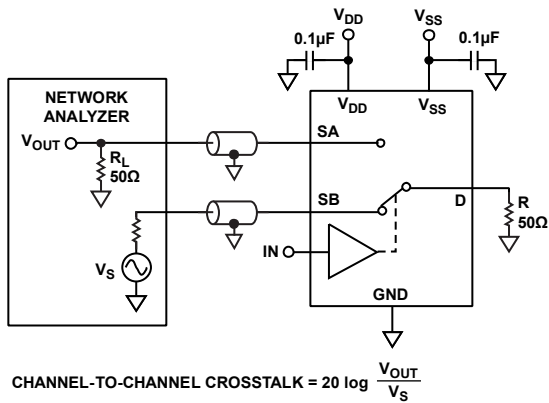 V_DD V_SS
0.1µF 0.1µF
NETWORK
ANALYZER
V_DD V_SS
V_OUT
SA
R_L
50Ω
SB
D
R
50Ω
V_S
IN
GND
CHANNEL-TO-CHANNEL CROSSTALK = 20 log V_OUT
V_S